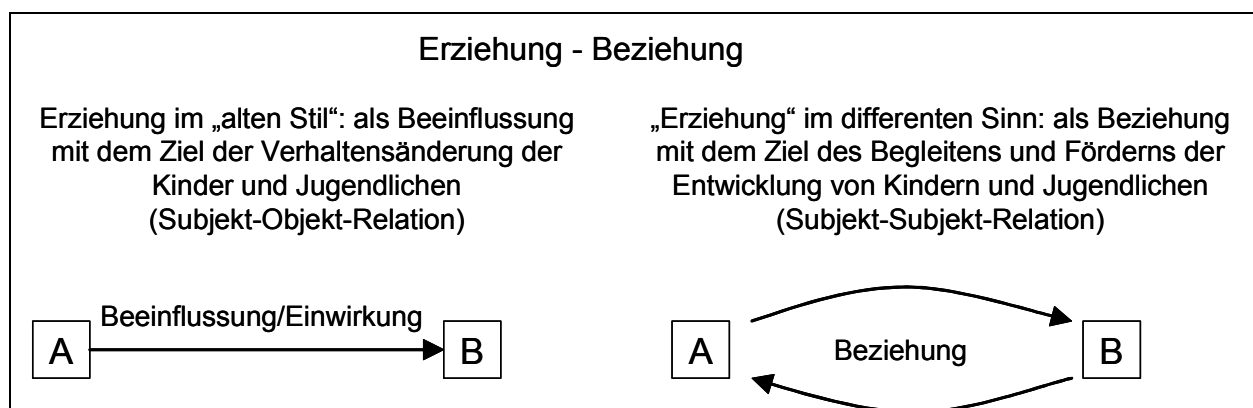 Erziehung - Beziehung
Erziehung im „alten Stil“: als Beeinflussung
mit dem Ziel der Verhaltensänderung der
Kinder und Jugendlichen
(Subjekt-Objekt-Relation)
„Erziehung“ im differenten Sinn: als Beziehung
mit dem Ziel des Begleitens und Förderns der
Entwicklung von Kindern und Jugendlichen
(Subjekt-Subjekt-Relation)
Beeinflussung/Einwirkung
A
B
A
Beziehung
B